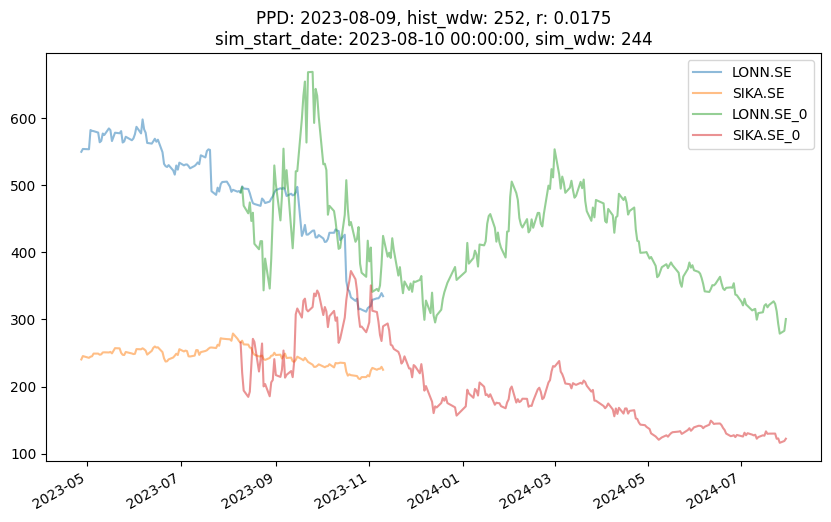 PPD: 2023-08-09, hist_wdw: 252, r: 0.0175
sim_start_date: 2023-08-10 00:00:00, sim_wdw: 244
LONN.SE
SIKA.SE
LONN.SE_0
SIKA.SE_0
600
500
400
300
200
100
2023-05
2023-07
2023-09
2023-11
2024-01
2024-03
2024-05
2024-07